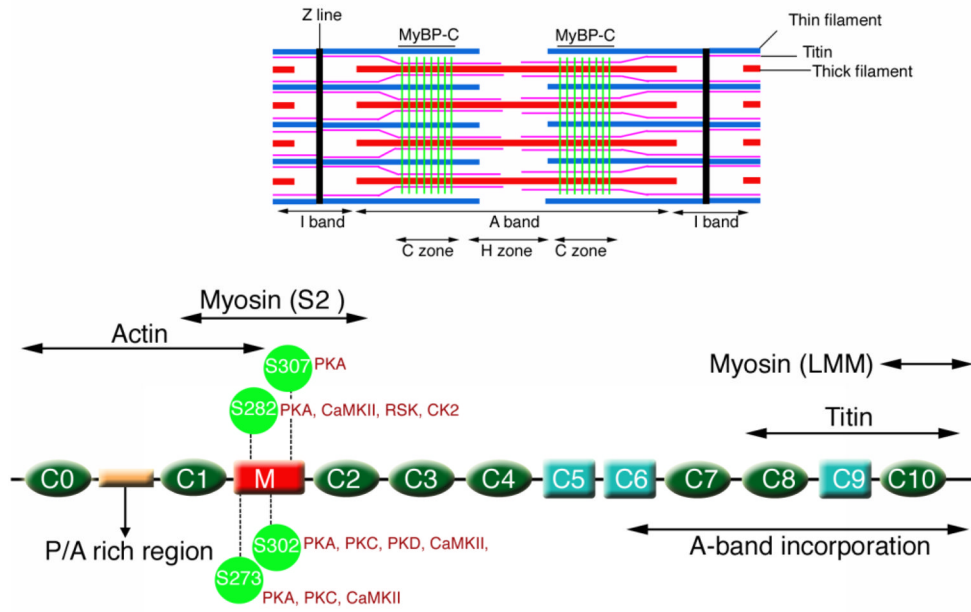 Z line
MyBP-C
MyBP-C
Thin filament
Titin
Thick filament
I band
A band
I band
C zone
H zone
C zone
Myosin (S2 )
Actin
S307
PKA
Myosin (LMM)
S282
PKA, CaMKII, RSK, CK2
Titin
C0
C1
M
C2
C3
C4
C5
C6
C7
C8
C9
C10
P/A rich region
S302
PKA, PKC, PKD, CaMKII,
A-band incorporation
S273
PKA, PKC, CaMKII